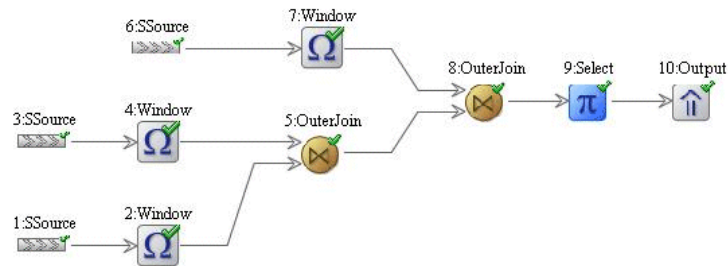 7:Window
6:SSource
8:OuterJoin
9:Select
10:Output
Ω
π
4:Window
3:SSource
5:OuterJoin
Ω
2:Window
1:SSource
Ω